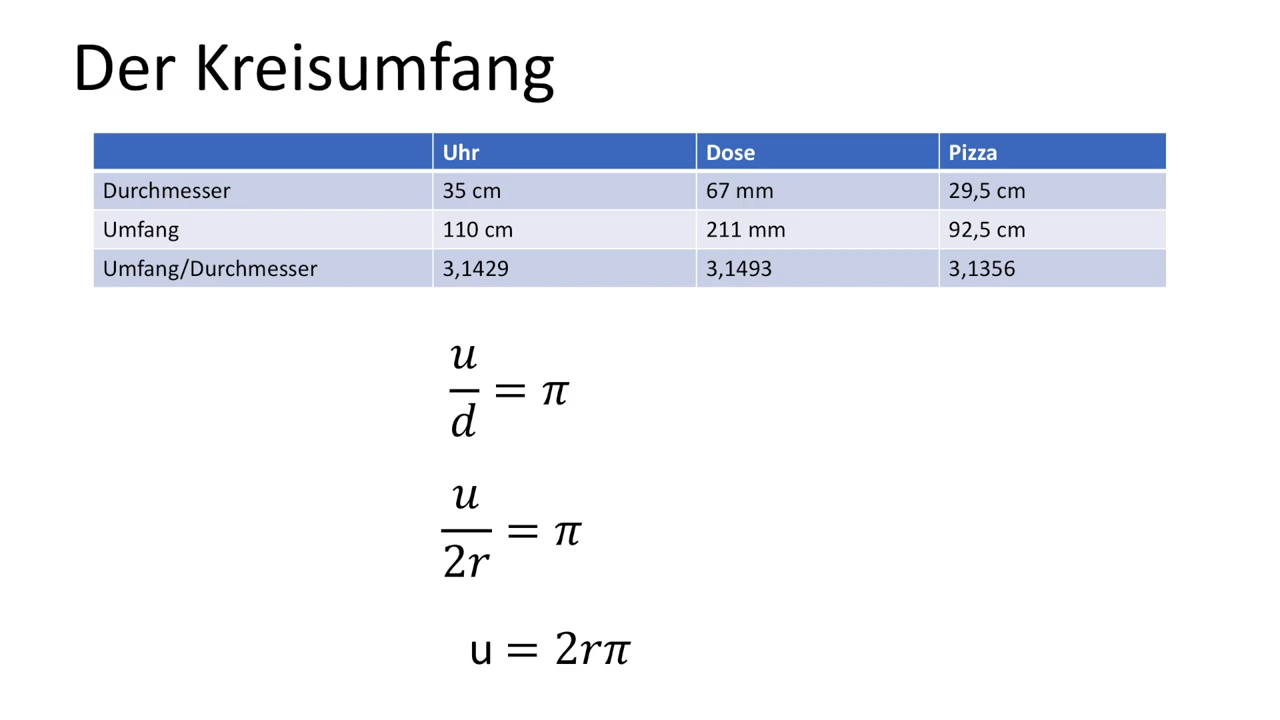 Der Kreisumfang
Uhr Dose Pizza
Durchmesser 35 cm 67 mm 29,5 cm
Umfang 110 cm 211 mm 92,5 cm
Umfang/Durchmesser 3,1429 3,1493 3,1356
u/d = π
u/2r = π
u = 2rπ